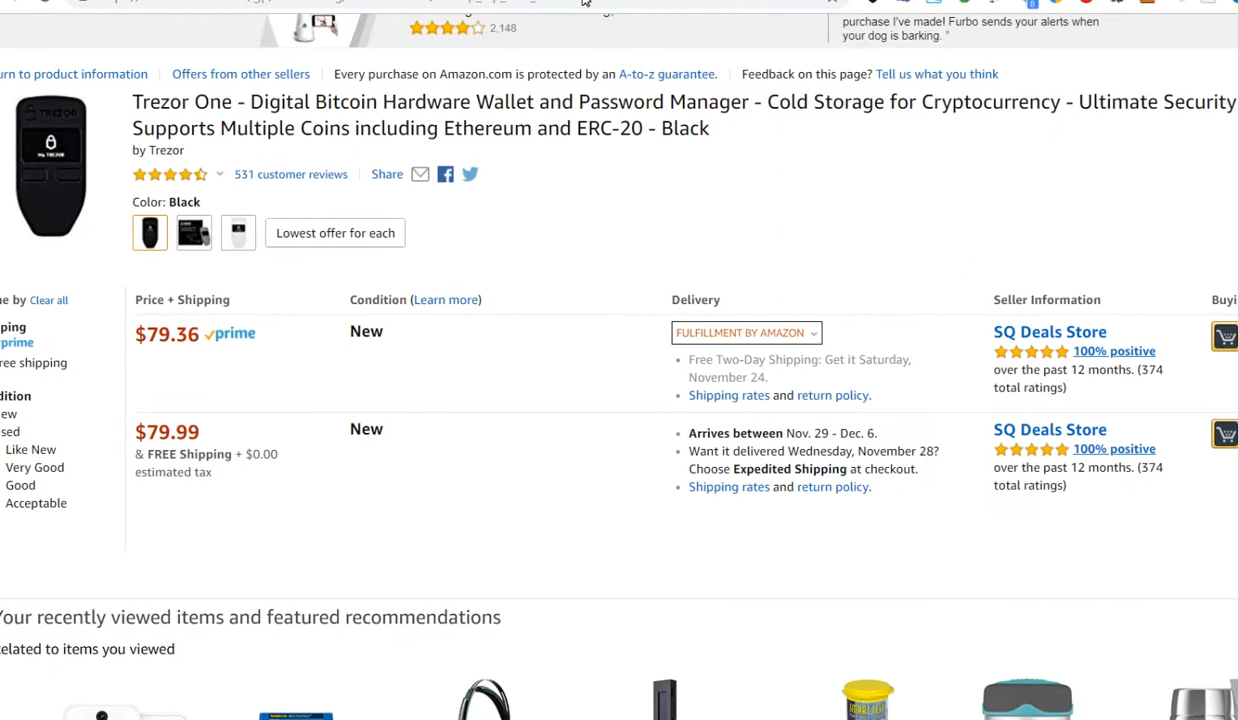 2,148
purchase I've made! Furbo sends your alerts when
your dog is barking. "
urn to product information
Offers from other sellers
Every purchase on Amazon.com is protected by an A-to-z guarantee.
Feedback on this page? Tell us what you think
Trezor One - Digital Bitcoin Hardware Wallet and Password Manager - Cold Storage for Cryptocurrency - Ultimate Security
Supports Multiple Coins including Ethereum and ERC-20 - Black
by Trezor
531 customer reviews
Share
Color: Black
Lowest offer for each
TREZOR
My TREZOR
ne by Clear all
Price + Shipping
Condition (Learn more)
Delivery
Seller Information
Buyi
pping
prime
ree shipping
dition
ew
sed
Like New
Very Good
Good
Acceptable
$79.36 prime
New
FULFILLMENT BY AMAZON
Free Two-Day Shipping: Get it Saturday,
November 24.
Shipping rates and return policy.
SQ Deals Store
100% positive
over the past 12 months. (374
total ratings)
$79.99
& FREE Shipping + $0.00
estimated tax
New
Arrives between Nov. 29 - Dec. 6.
Want it delivered Wednesday, November 28?
Choose Expedited Shipping at checkout.
Shipping rates and return policy.
SQ Deals Store
100% positive
over the past 12 months. (374
total ratings)
Your recently viewed items and featured recommendations
elated to items you viewed